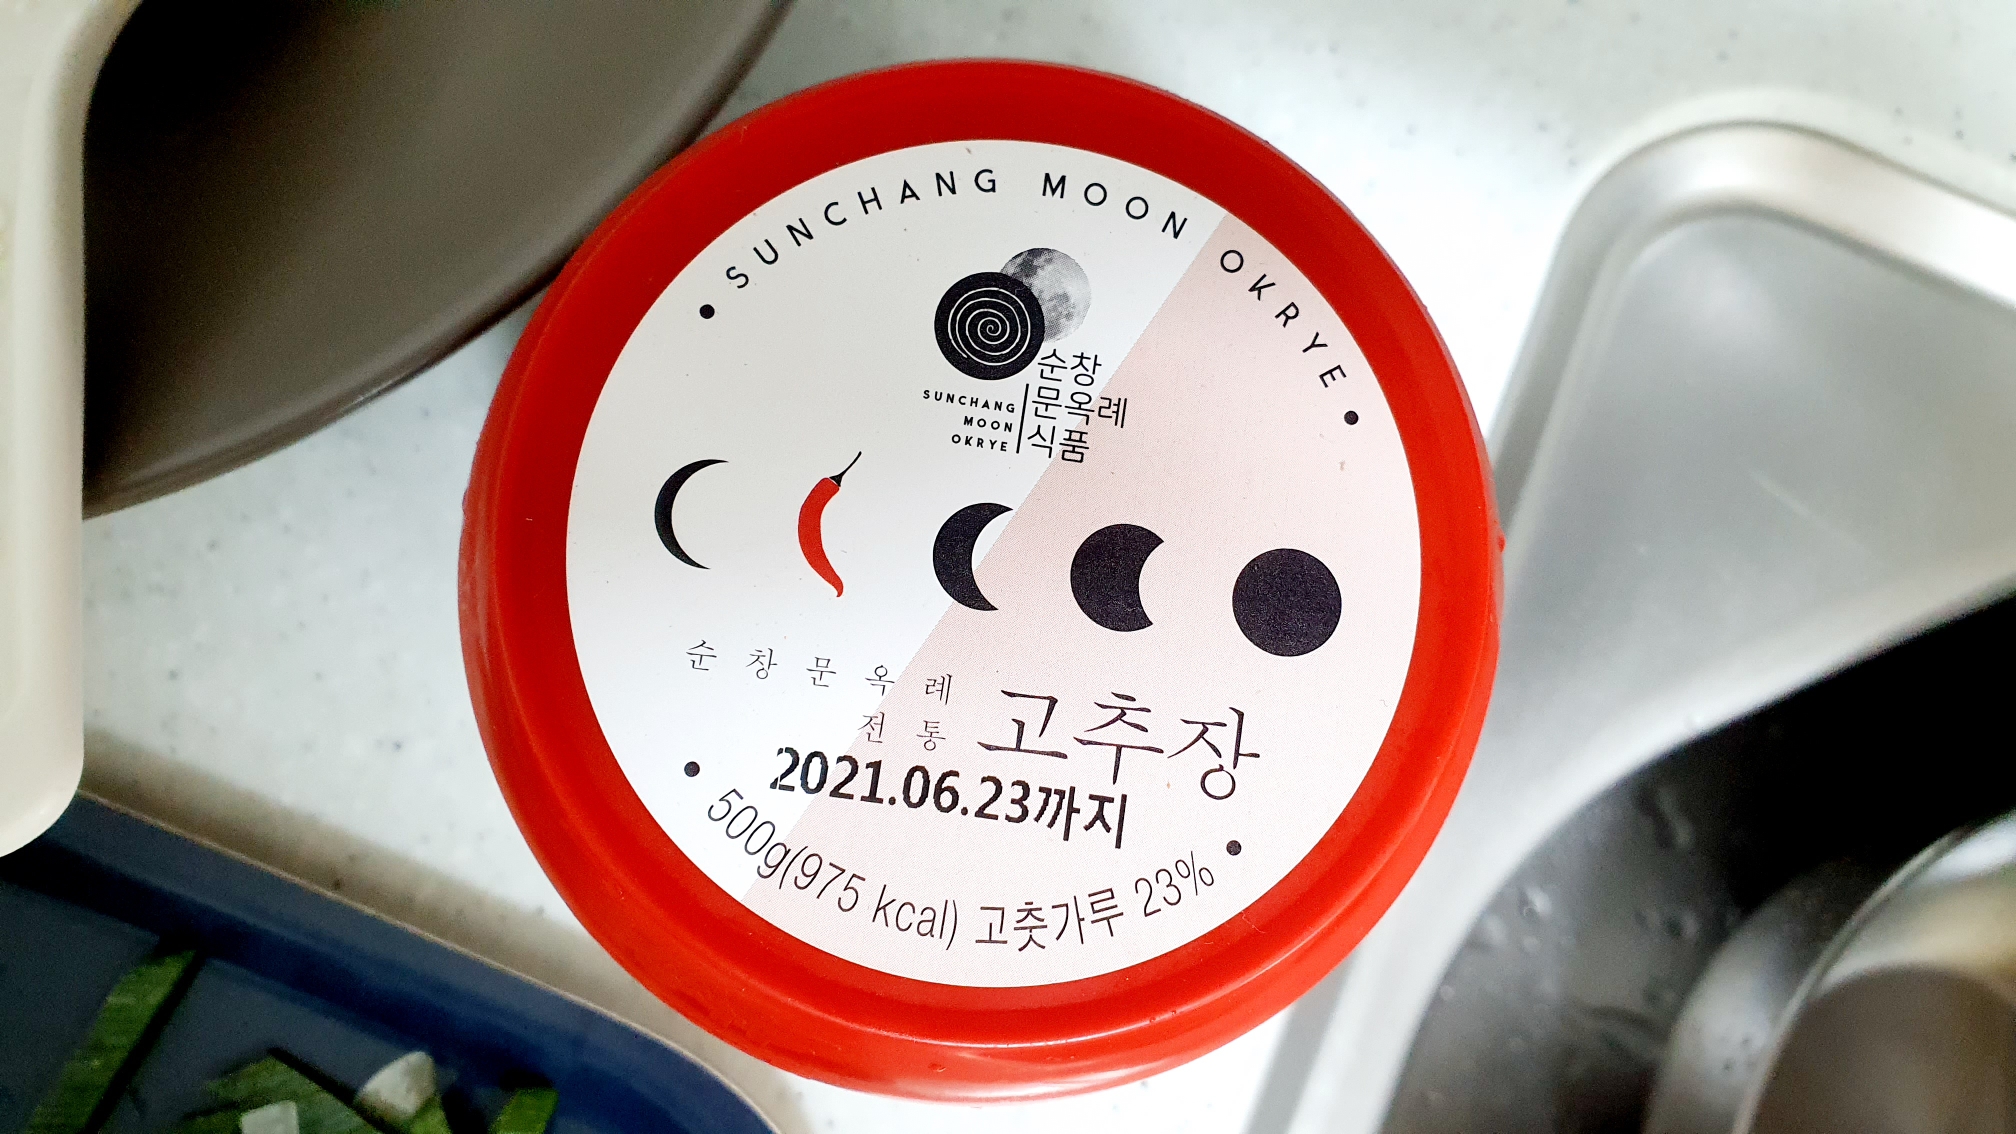 SUNCHANG MOON OKRYE
순창
문옥례
식품
SUNCHANG
MOON
OKRYE
순창문옥례
전통
고추장
2021.06.23까지
500g(975 kcal) 고춧가루 23%